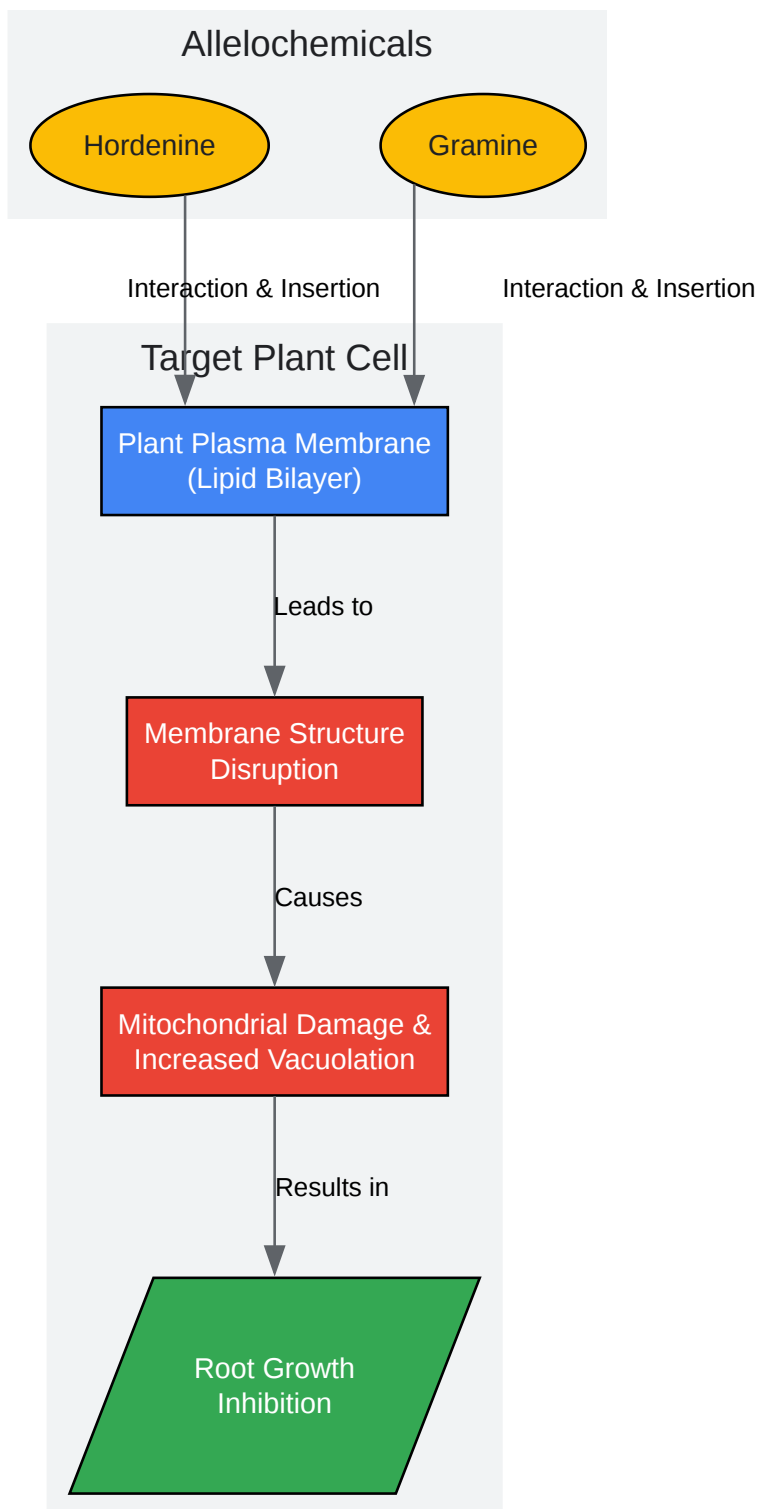 Allelochemicals
Hordenine
Gramine
Interaction & Insertion
Interaction & Insertion
Target Plant Cell
Plant Plasma Membrane
(Lipid Bilayer)
Leads to
Membrane Structure
Disruption
Causes
Mitochondrial Damage &
Increased Vacuolation
Results in
Root Growth
Inhibition